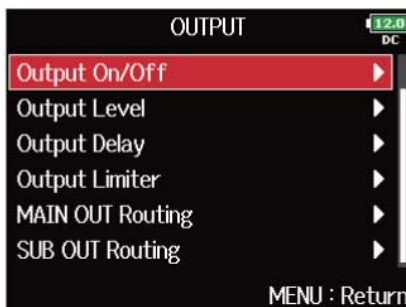 OUTPUT
12.0
DC
Output On/Off
Output Level
Output Delay
Output Limiter
MAIN OUT Routing
SUB OUT Routing
MENU : Return